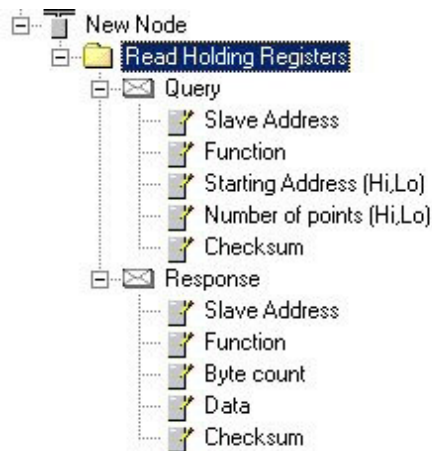 New Node
Read Holding Registers
Query
Slave Address
Function
Starting Address (Hi,Lo)
Number of points (Hi,Lo)
Checksum
Response
Slave Address
Function
Byte count
Data
Checksum